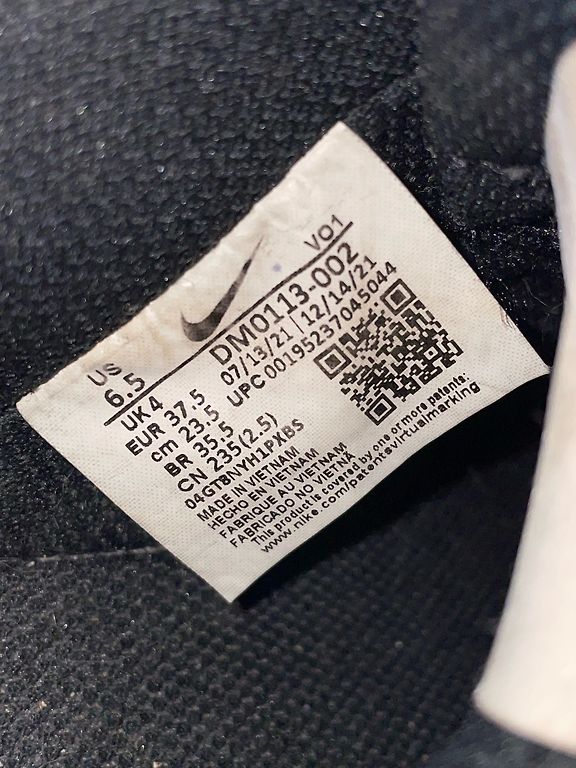 VO1
US
6.5
UK 4
EUR 37.5
cm 23.5
BR 35.5
CN 235(2.5)
DM0113-002
07/13/21 | 12/14/21
UPC 00195237045044
04GTBNYH1PXBS
MADE IN VIETNAM
HECHO EN VIETNAM
FABRIQUE AU VIETNAM
FABRICADO NO VIETNÃ
This product is covered by one or more patents:
www.nike.com/patentsvirtualmarking